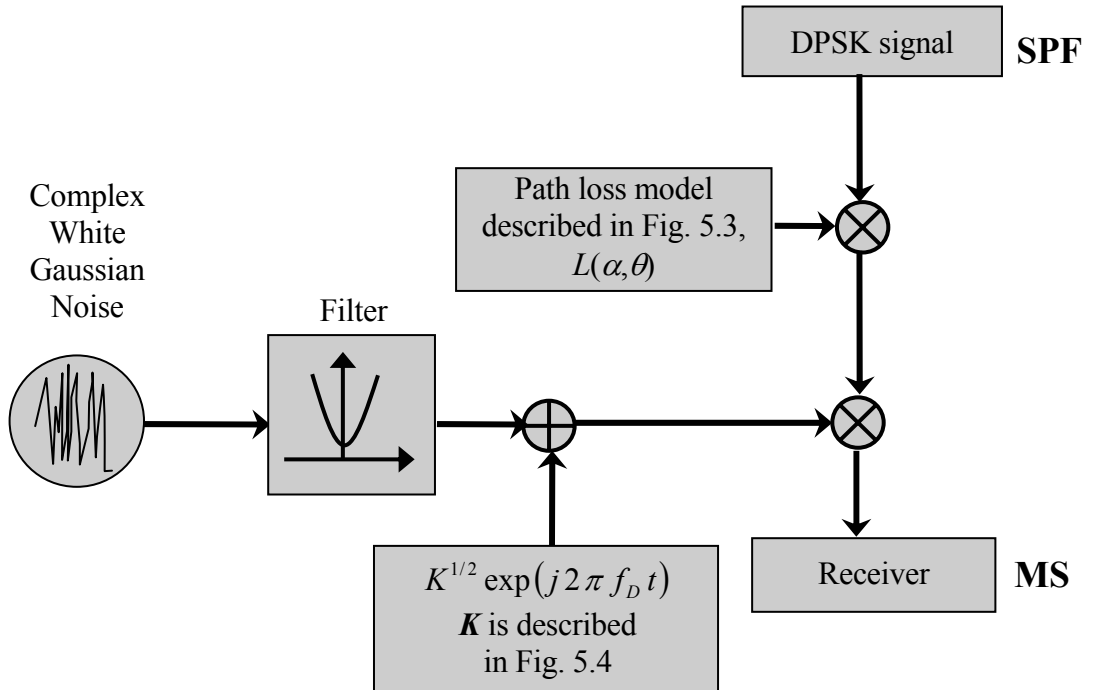 DPSK signal
SPF
Path loss model
described in Fig. 5.3,
L(α,θ)
Complex
White
Gaussian
Noise
Filter
K^{1/2} exp(j 2 π f_D t)
K is described
in Fig. 5.4
Receiver
MS